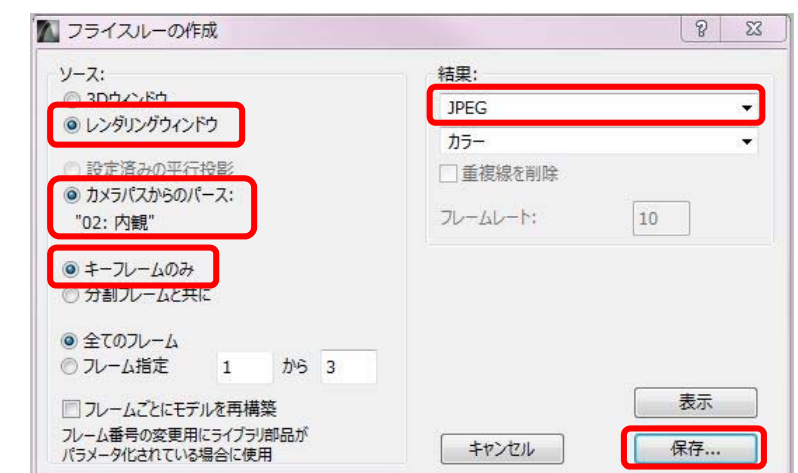 フライスルーの作成
ソース:
3Dウィンドウ
レンダリングウィンドウ
設定済みの平行投影
カメラパスからのパース:
"02: 内観"
キーフレームのみ
分割フレームと共に
全てのフレーム
フレーム指定 1 から 3
フレームごとにモデルを再構築
フレーム番号の変更用にライブラリ部品が
パラメータ化されている場合に使用
結果:
JPEG
カラー
重複線を削除
フレームレート: 10
表示
キャンセル 保存...